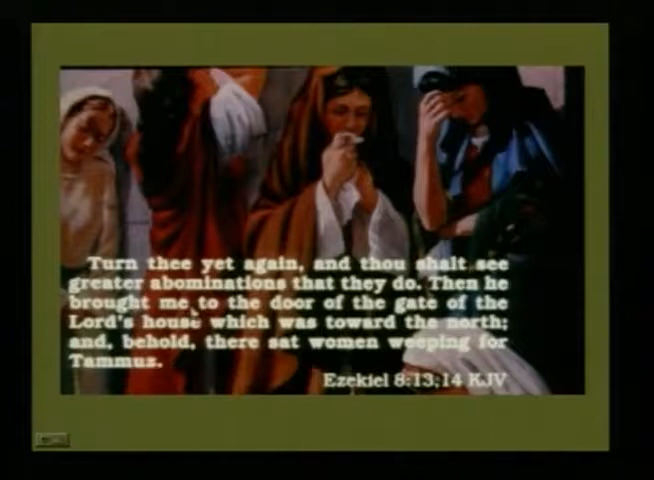 Turn thee yet again, and thou shalt see
greater abominations that they do. Then he
brought me to the door of the gate of the
Lord's house which was toward the north;
and, behold, there sat women weeping for
Tammuz.
Ezekiel 8:13,14 KJV